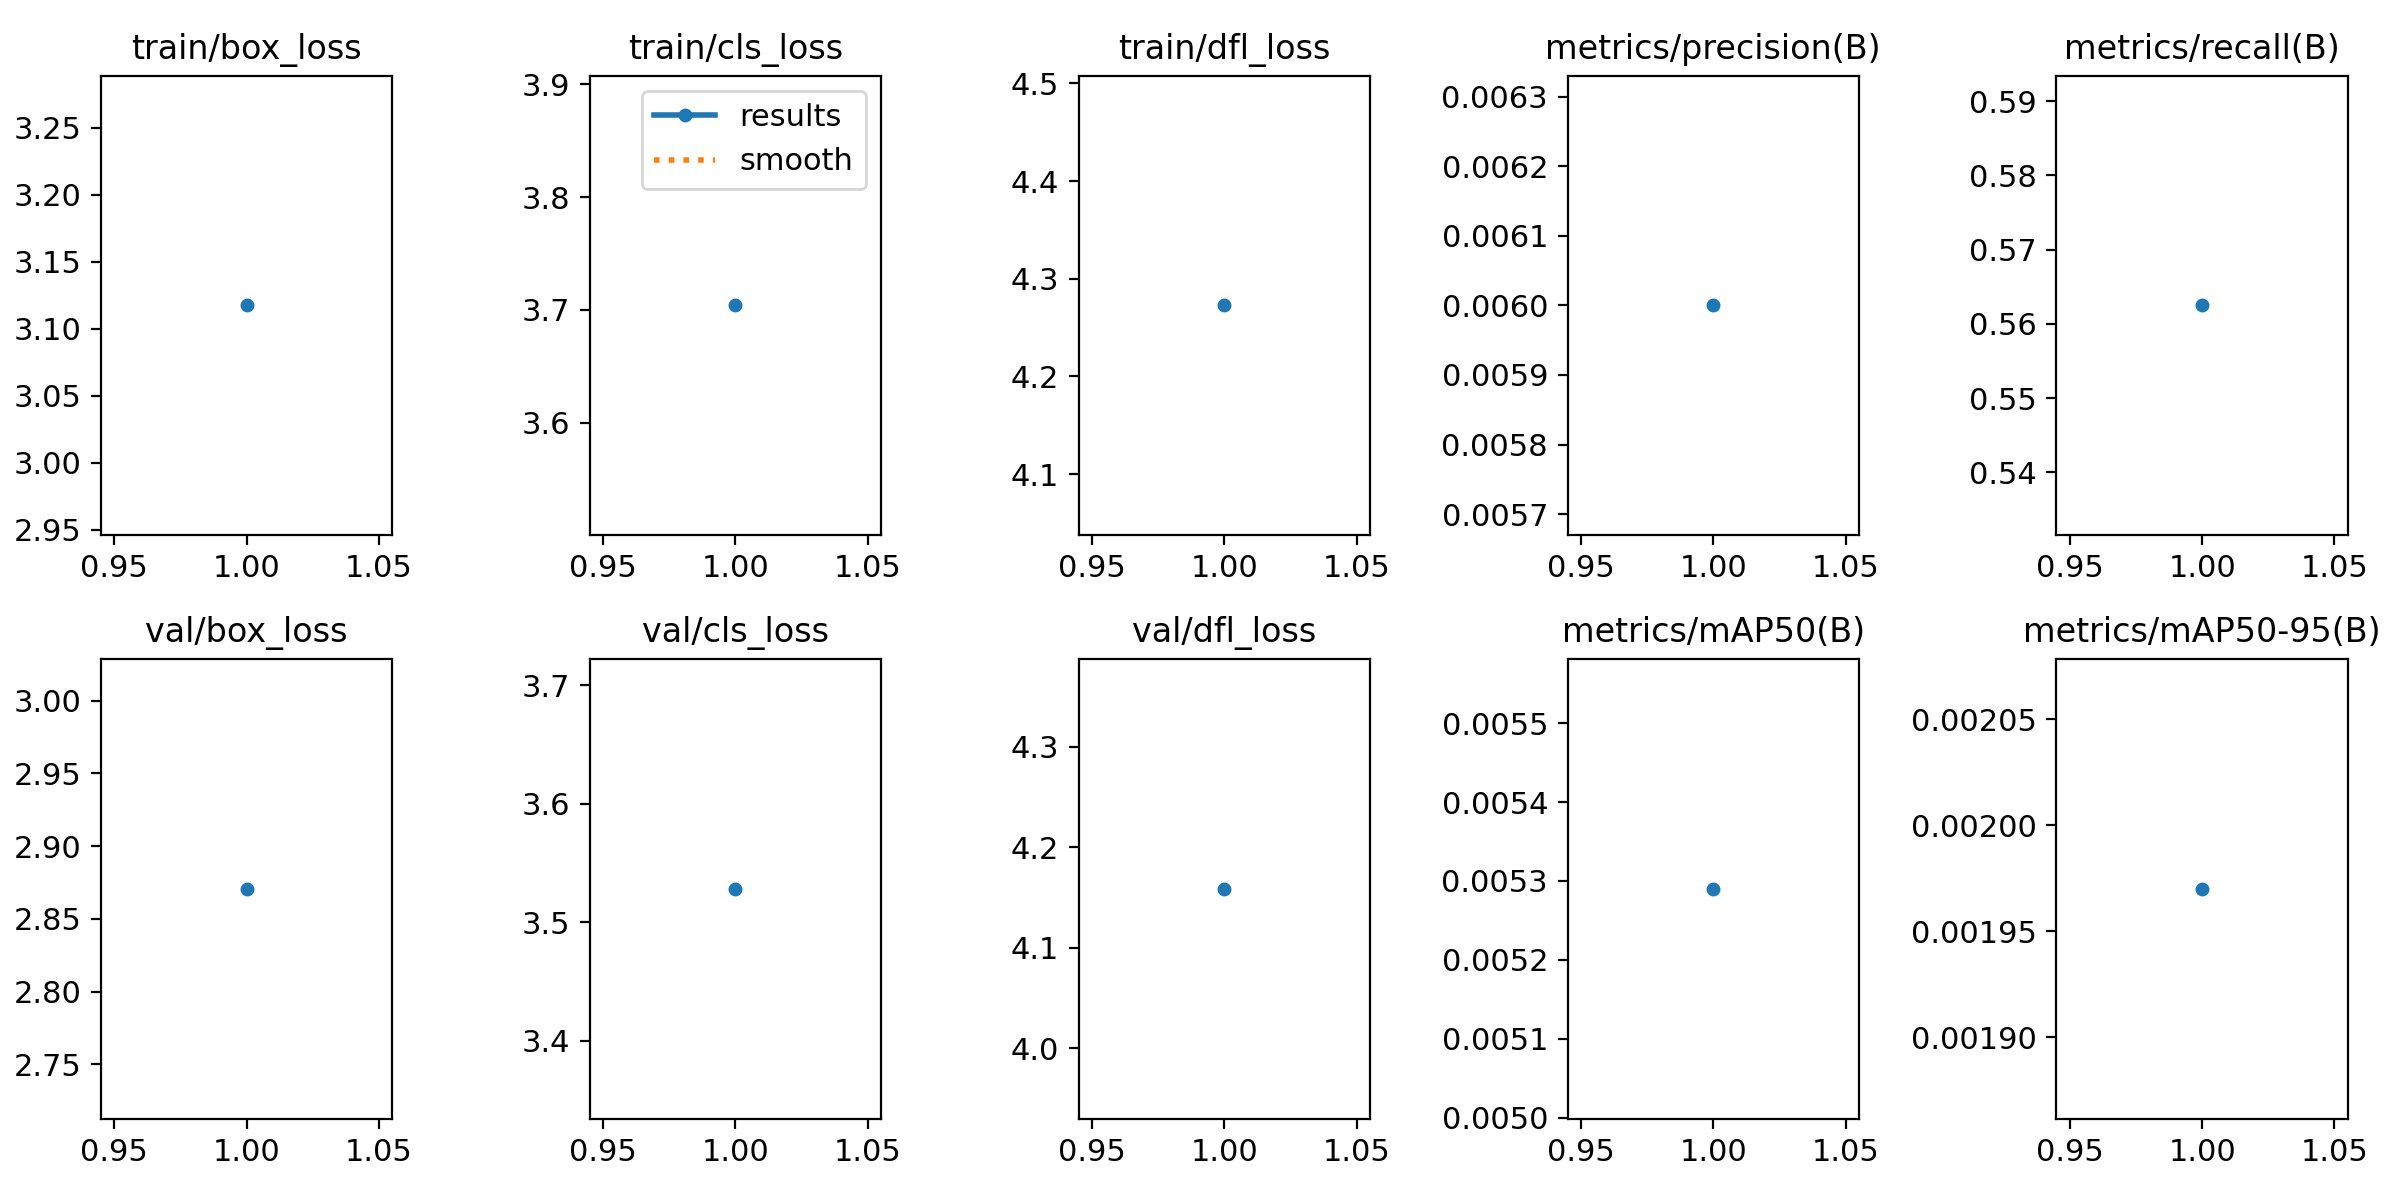 train/box_loss
3.25
3.20
3.15
3.10
3.05
3.00
2.95
0.95 1.00 1.05
train/cls_loss
results
smooth
3.9
3.8
3.7
3.6
0.95 1.00 1.05
train/dfl_loss
4.5
4.4
4.3
4.2
4.1
0.95 1.00 1.05
metrics/precision(B)
0.0063
0.0062
0.0061
0.0060
0.0059
0.0058
0.0057
0.95 1.00 1.05
metrics/recall(B)
0.59
0.58
0.57
0.56
0.55
0.54
0.95 1.00 1.05
val/box_loss
3.00
2.95
2.90
2.85
2.80
2.75
0.95 1.00 1.05
val/cls_loss
3.7
3.6
3.5
3.4
0.95 1.00 1.05
val/dfl_loss
4.3
4.2
4.1
4.0
0.95 1.00 1.05
metrics/mAP50(B)
0.0055
0.0054
0.0053
0.0052
0.0051
0.0050
0.95 1.00 1.05
metrics/mAP50-95(B)
0.00205
0.00200
0.00195
0.00190
0.95 1.00 1.05